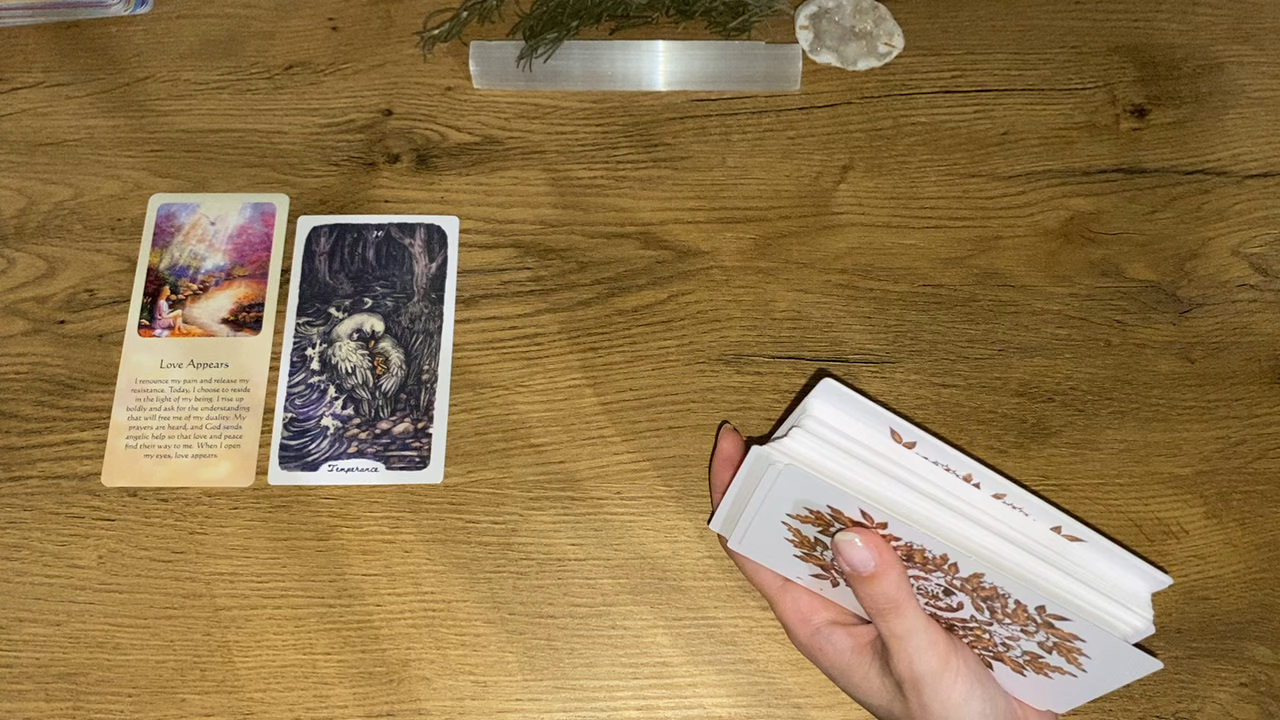 Love Appears
I renounce my pain and release my
resistance. Today, I choose to reside
in the light of my being. I rise up
boldly and ask for the understanding
that will free me of my duality. My
prayers are heard, and God sends
angelic help so that love and peace
find their way to me. When I open
my eyes, love appears
14
Temperance